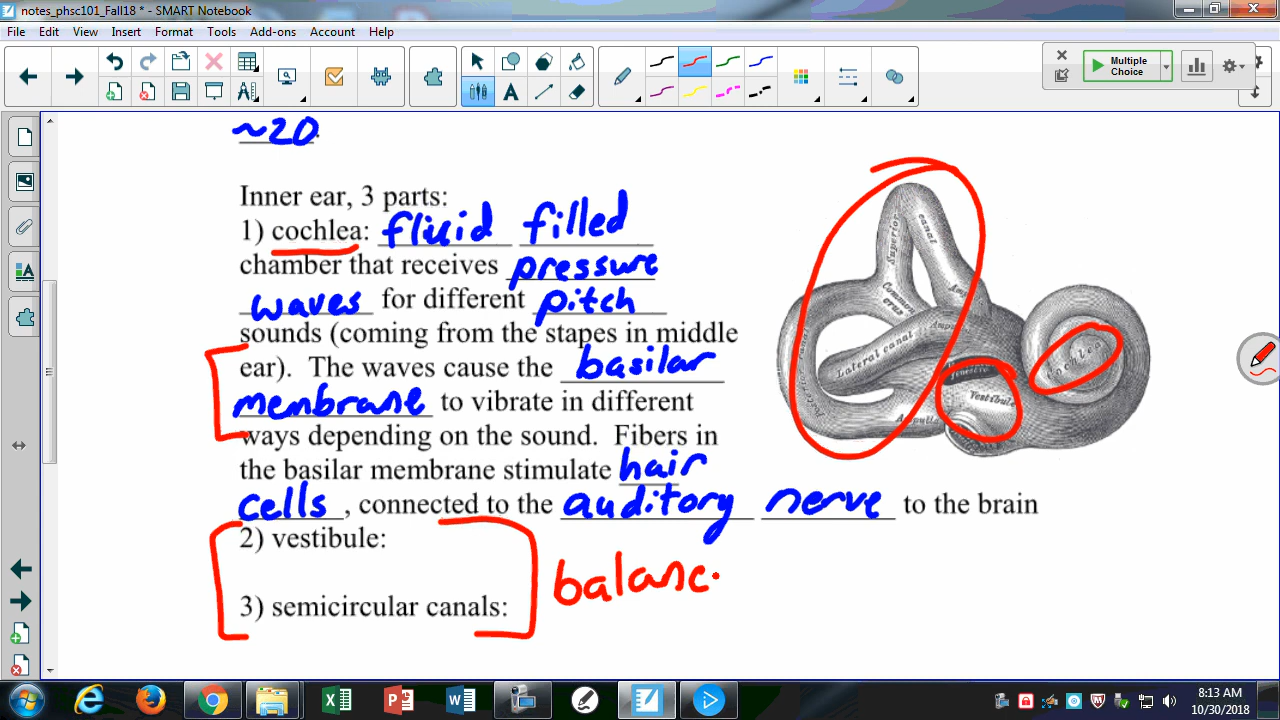 notes_phsc101_Fall18 * - SMART Notebook
File Edit View Insert Format Tools Add-ons Account Help
Multiple
Choice
~20
Inner ear, 3 parts:
1) cochlea: fluid filled
chamber that receives pressure
waves for different pitch
sounds (coming from the stapes in middle
ear). The waves cause the basilar
membrane to vibrate in different
ways depending on the sound. Fibers in
the basilar membrane stimulate hair
cells, connected to the auditory nerve to the brain
2) vestibule:
3) semicircular canals:
balanc
Superior
canal
Common
crus
Lateral canal
Vestibule
Cochlea
8:13 AM
10/30/2018